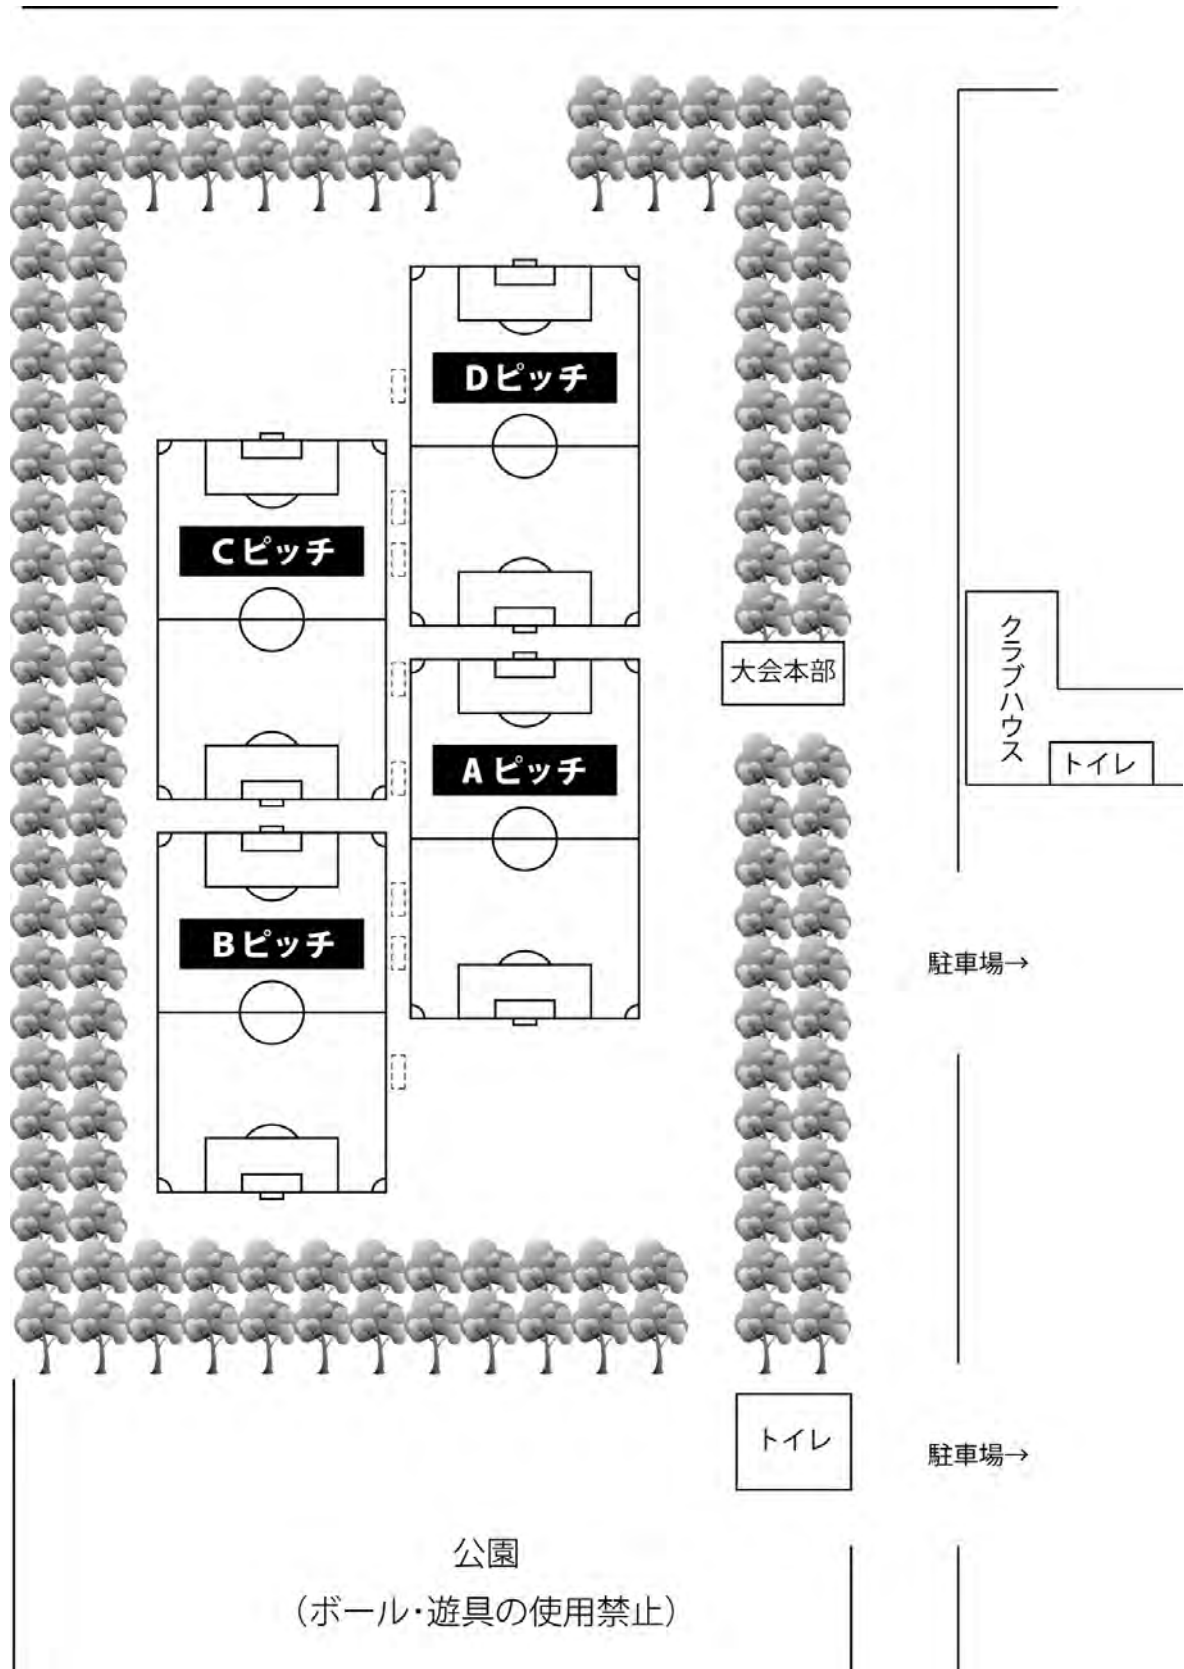 Dピッチ
Cピッチ
大会本部
クラブハウス
トイレ
Aピッチ
Bピッチ
駐車場→
トイレ
駐車場→
公園
（ボール・遊具の使用禁止）